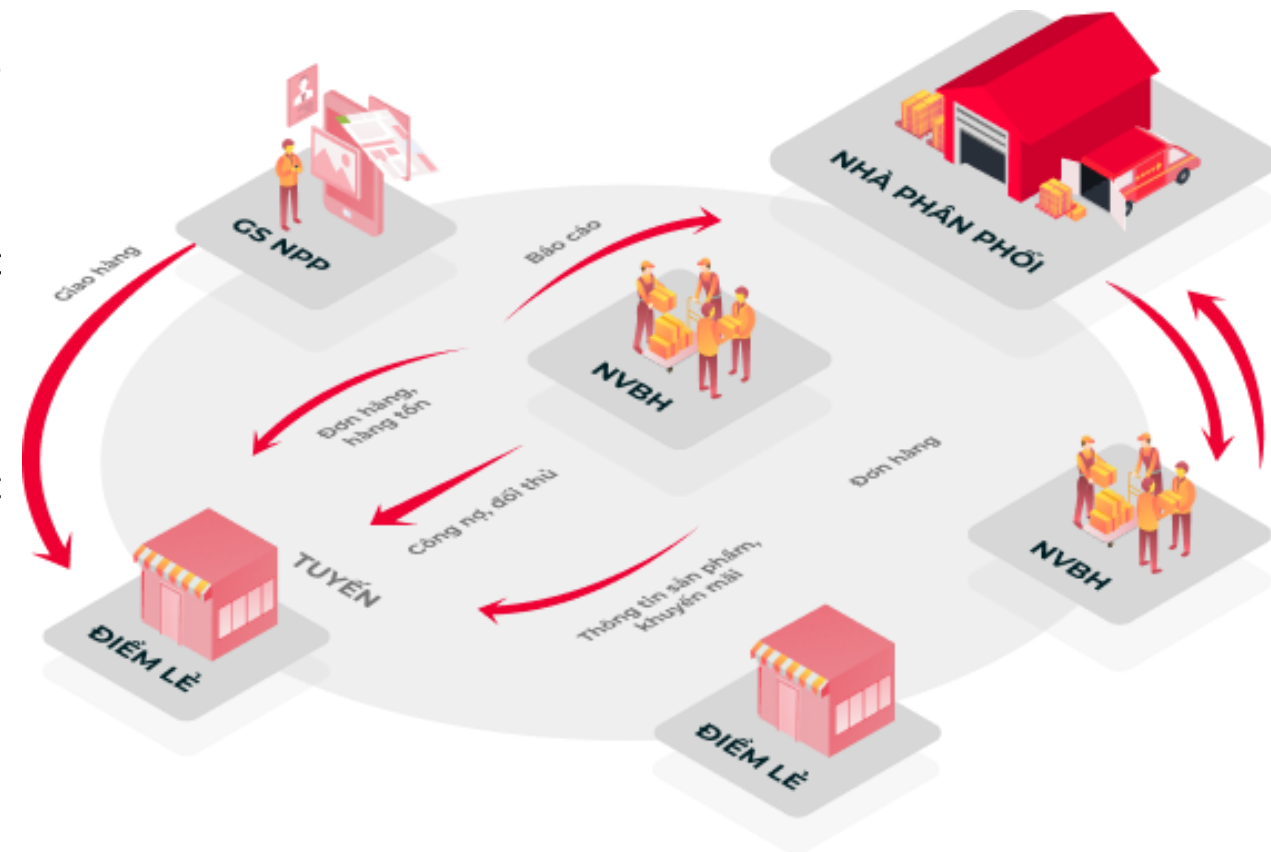 GS NPP
NHÀ PHÂN PHỐI
Giao hàng
Báo cáo
NVBH
Đơn hàng,
hàng tồn
Công nợ, đối thủ
Đơn hàng
NVBH
TUYẾN
Thông tin sản phẩm,
khuyến mãi
ĐIỂM LẺ
ĐIỂM LẺ